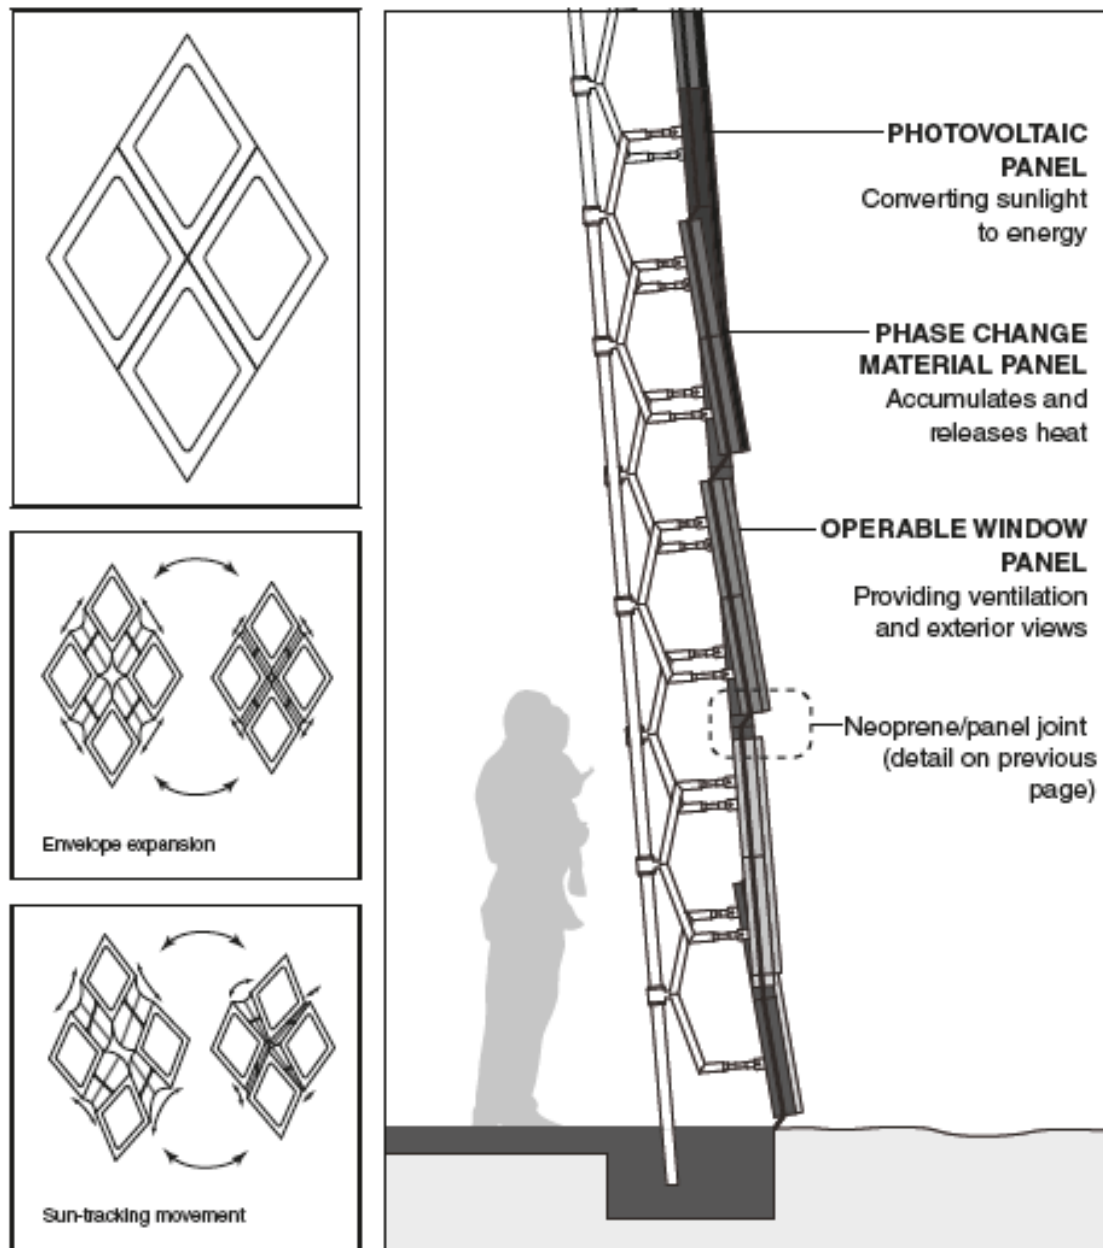 PHOTOVOLTAIC
PANEL
Converting sunlight
to energy
PHASE CHANGE
MATERIAL PANEL
Accumulates and
releases heat
OPERABLE WINDOW
PANEL
Providing ventilation
and exterior views
Neoprene/panel joint
(detail on previous
page)
Envelope expansion
Sun-tracking movement